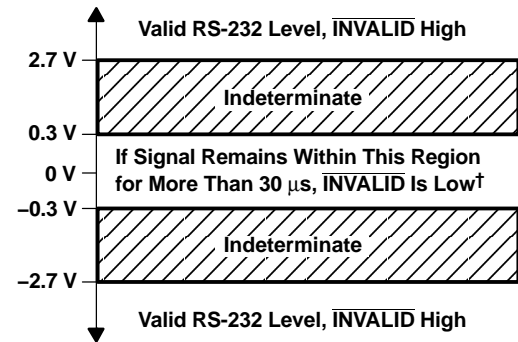 Valid RS-232 Level, INVALID High
2.7 V
Indeterminate
0.3 V
If Signal Remains Within This Region
0 V
for More Than 30 μs, INVALID Is Low†
−0.3 V
Indeterminate
−2.7 V
Valid RS-232 Level, INVALID High